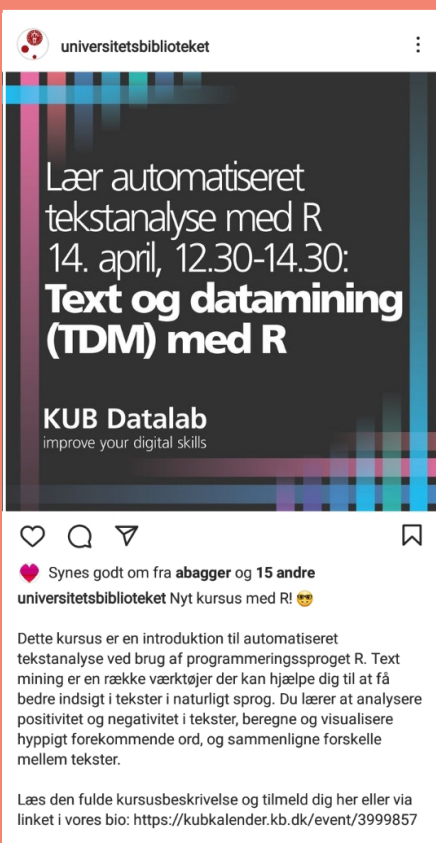 universitetsbiblioteket
Lær automatiseret
tekstanalyse med R
14. april, 12.30-14.30:
Text og datamining
(TDM) med R
KUB Datalab
improve your digital skills
Synes godt om fra abagger og 15 andre
universitetsbiblioteket Nyt kursus med R! 😎
Dette kursus er en introduktion til automatiseret
tekstanalyse ved brug af programmeringssproget R. Text
mining er en række værktøjer der kan hjælpe dig til at få
bedre indsigt i tekster i naturligt sprog. Du lærer at analysere
positivitet og negativitet i tekster, beregne og visualisere
hyppigt forekommende ord, og sammenligne forskelle
mellem tekster.
Læs den fulde kursusbeskrivelse og tilmeld dig her eller via
linket i vores bio: https://kubkalender.kb.dk/event/3999857